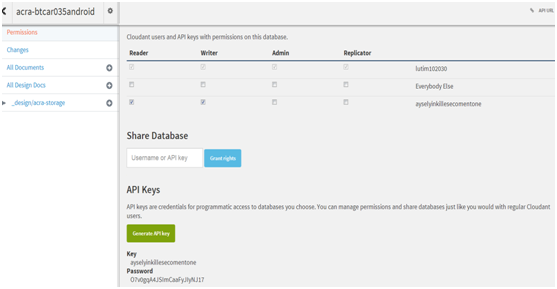 acra-btcar035android
API URL
Permissions
Changes
All Documents
All Design Docs
_design/acra-storage
Cloudant users and API keys with permissions on this database.
Reader Writer Admin Replicator
lutim102030
Everybody Else
ayselyinkillesecomentone
Share Database
Username or API key Grant rights
API Keys
API keys are credentials for programmatic access to databases you choose. You can manage permissions and share databases just like you would with regular Cloudant
users.
Generate API key
Key
ayselyinkillesecomentone
Password